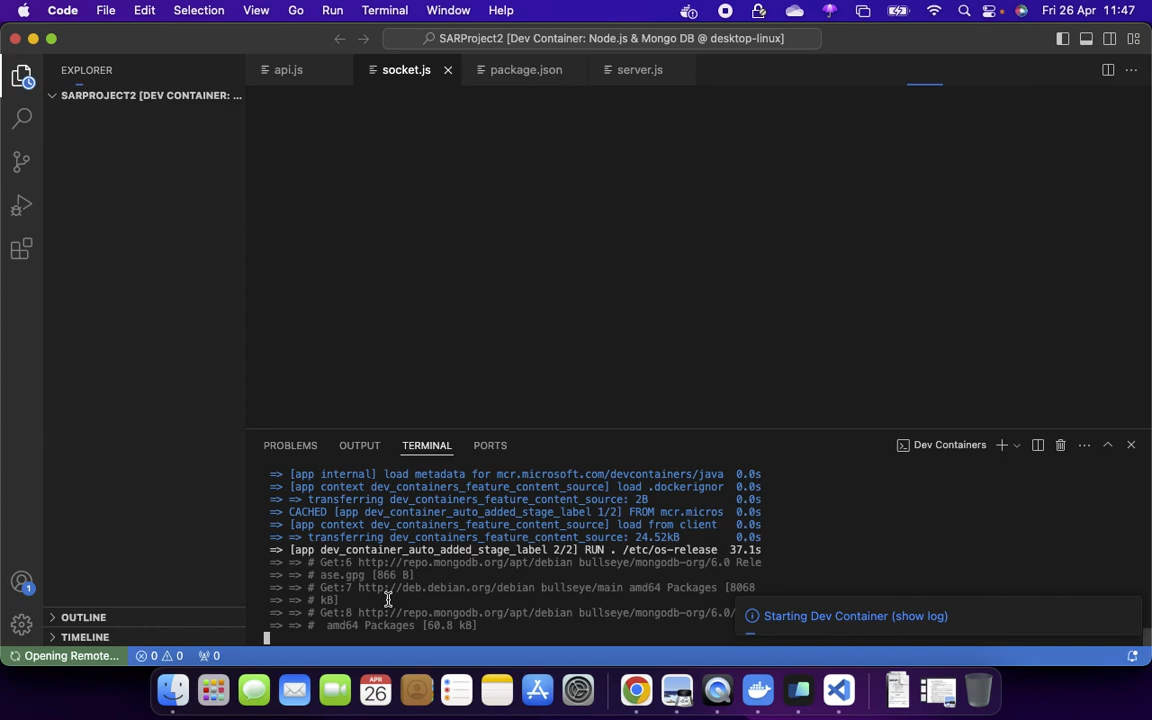 Code File Edit Selection View Go Run Terminal Window Help Fri 26 Apr 11:47
SARProject2 [Dev Container: Node.js & Mongo DB @ desktop-linux]
EXPLORER
api.js socket.js package.json server.js
SARPROJECT2 [DEV CONTAINER: ...
PROBLEMS OUTPUT TERMINAL PORTS
Dev Containers
=> [app internal] load metadata for mcr.microsoft.com/devcontainers/java 0.0s
=> [app context dev_containers_feature_content_source] load .dockerignor 0.0s
=> => transferring dev_containers_feature_content_source: 2B 0.0s
=> CACHED [app dev_container_auto_added_stage_label 1/2] FROM mcr.micros 0.0s
=> [app context dev_containers_feature_content_source] load from client 0.0s
=> => transferring dev_containers_feature_content_source: 24.52kB 0.0s
=> [app dev_container_auto_added_stage_label 2/2] RUN . /etc/os-release 37.1s
=> => # Get:6 http://repo.mongodb.org/apt/debian bullseye/mongodb-org/6.0 Rele
=> => # ase.gpg [866 B]
=> => # Get:7 http://deb.debian.org/debian bullseye/main amd64 Packages [8068
=> => # kB]
=> => # Get:8 http://repo.mongodb.org/apt/debian bullseye/mongodb-org/6.0/
=> => # amd64 Packages [60.8 kB]
Starting Dev Container (show log)
OUTLINE
TIMELINE
1
Opening Remote... 0 0 0
APR
26